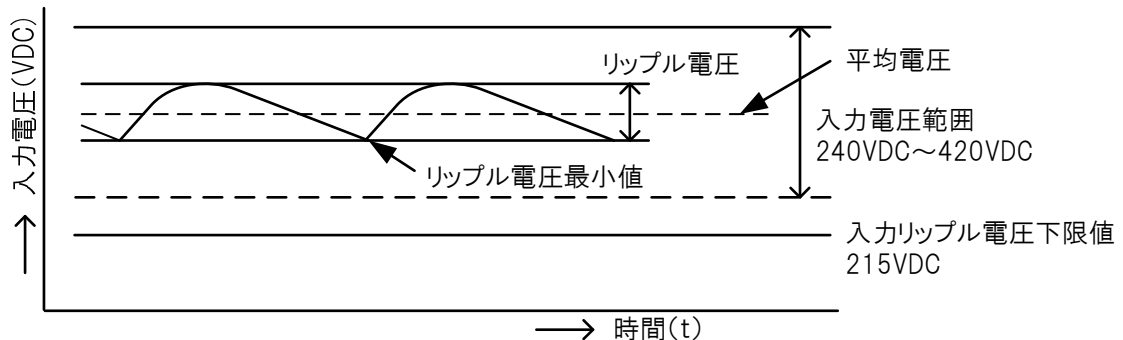 入力電圧(VDC)
リップル電圧
平均電圧
入力電圧範囲
240VDC～420VDC
リップル電圧最小値
入力リップル電圧下限値
215VDC
時間(t)